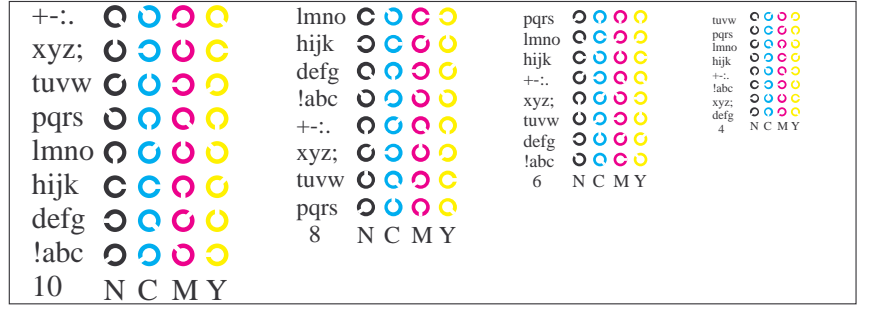 +-:.
xyz;
tuvw
pqrs
lmno
hijk
defg
!abc
10 N C M Y
lmno
hijk
defg
!abc
+-:.
xyz;
tuvw
pqrs
8 N C M Y
pqrs
lmno
hijk
+-:.
xyz;
tuvw
defg
!abc
6 N C M Y
tuvw
pqrs
lmno
hijk
+-:.
!abc
xyz;
defg
4 N C M Y